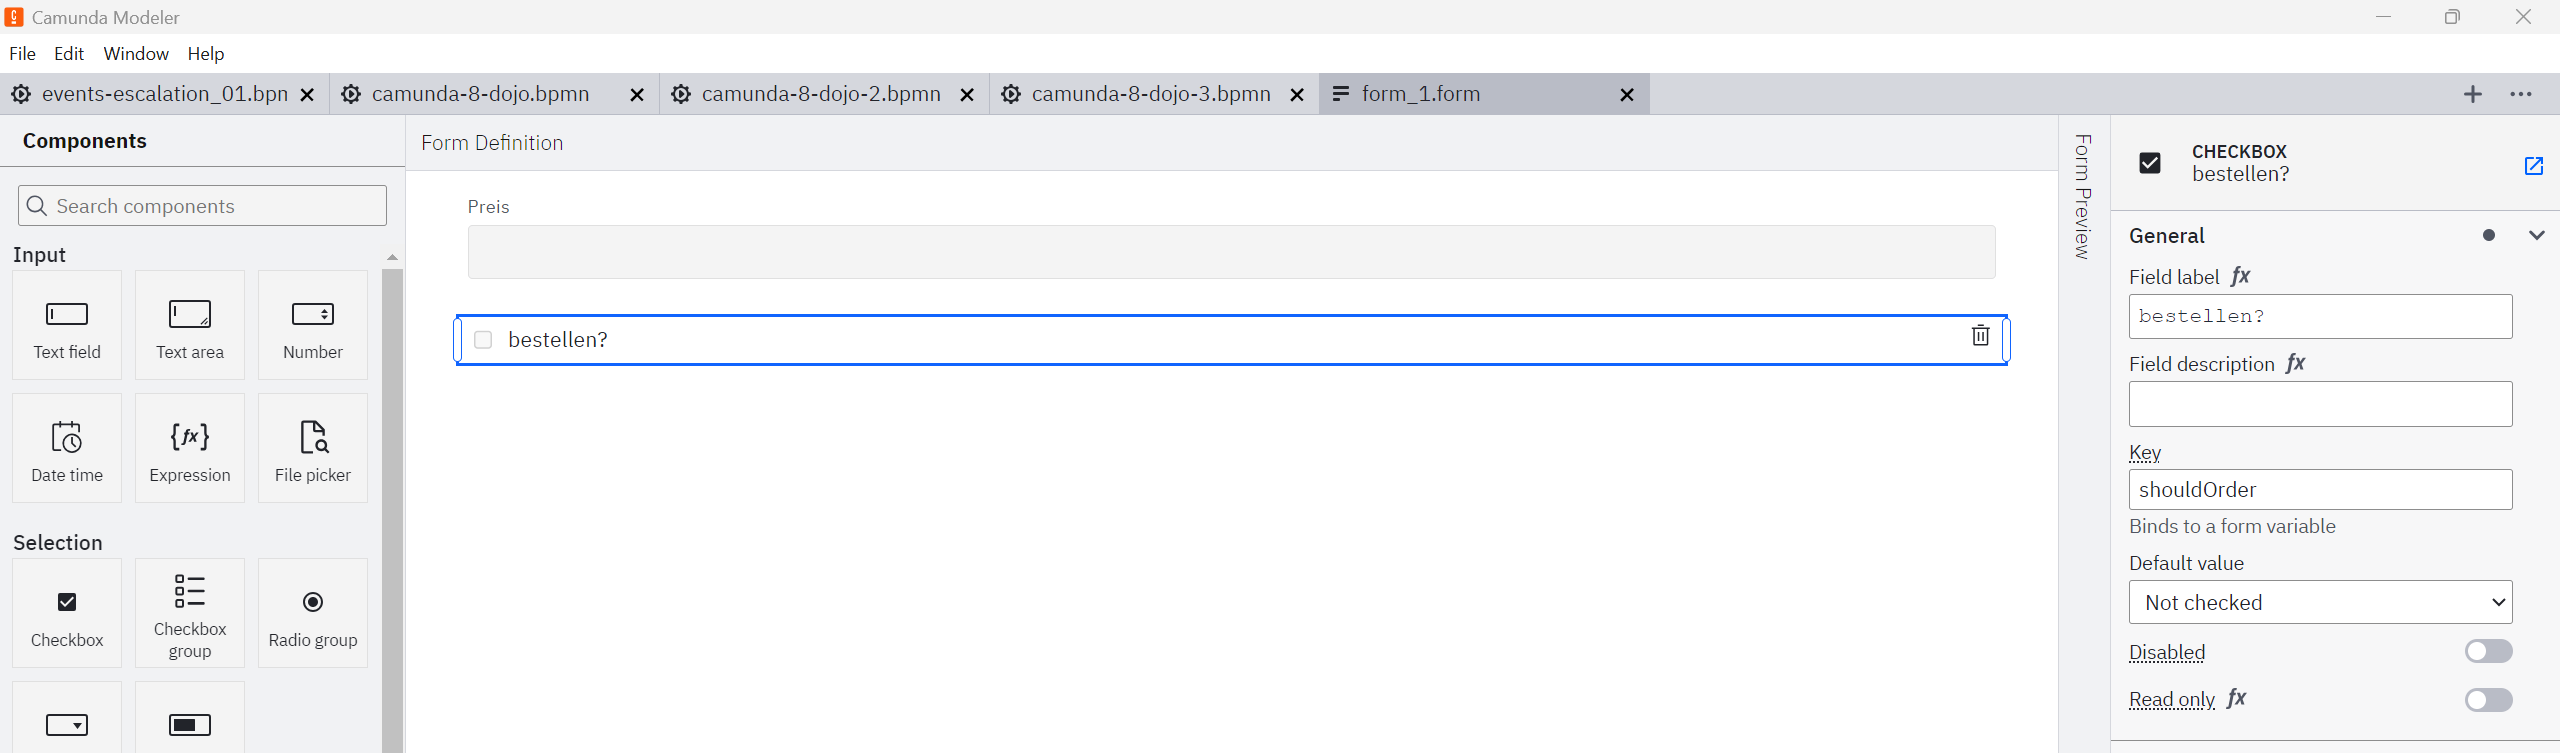 Camunda Modeler
File Edit Window Help
events-escalation_01.bpn
camunda-8-dojo.bpmn
camunda-8-dojo-2.bpmn
camunda-8-dojo-3.bpmn
form_1.form
Components
Search components
Input
Text field
Text area
Number
Date time
{fx}
Expression
File picker
Selection
Checkbox
Checkbox
group
Radio group
Form Definition
Preis
bestellen?
Form Preview
CHECKBOX
bestellen?
General
Field label fx
bestellen?
Field description fx
Key
shouldOrder
Binds to a form variable
Default value
Not checked
Disabled
Read only fx